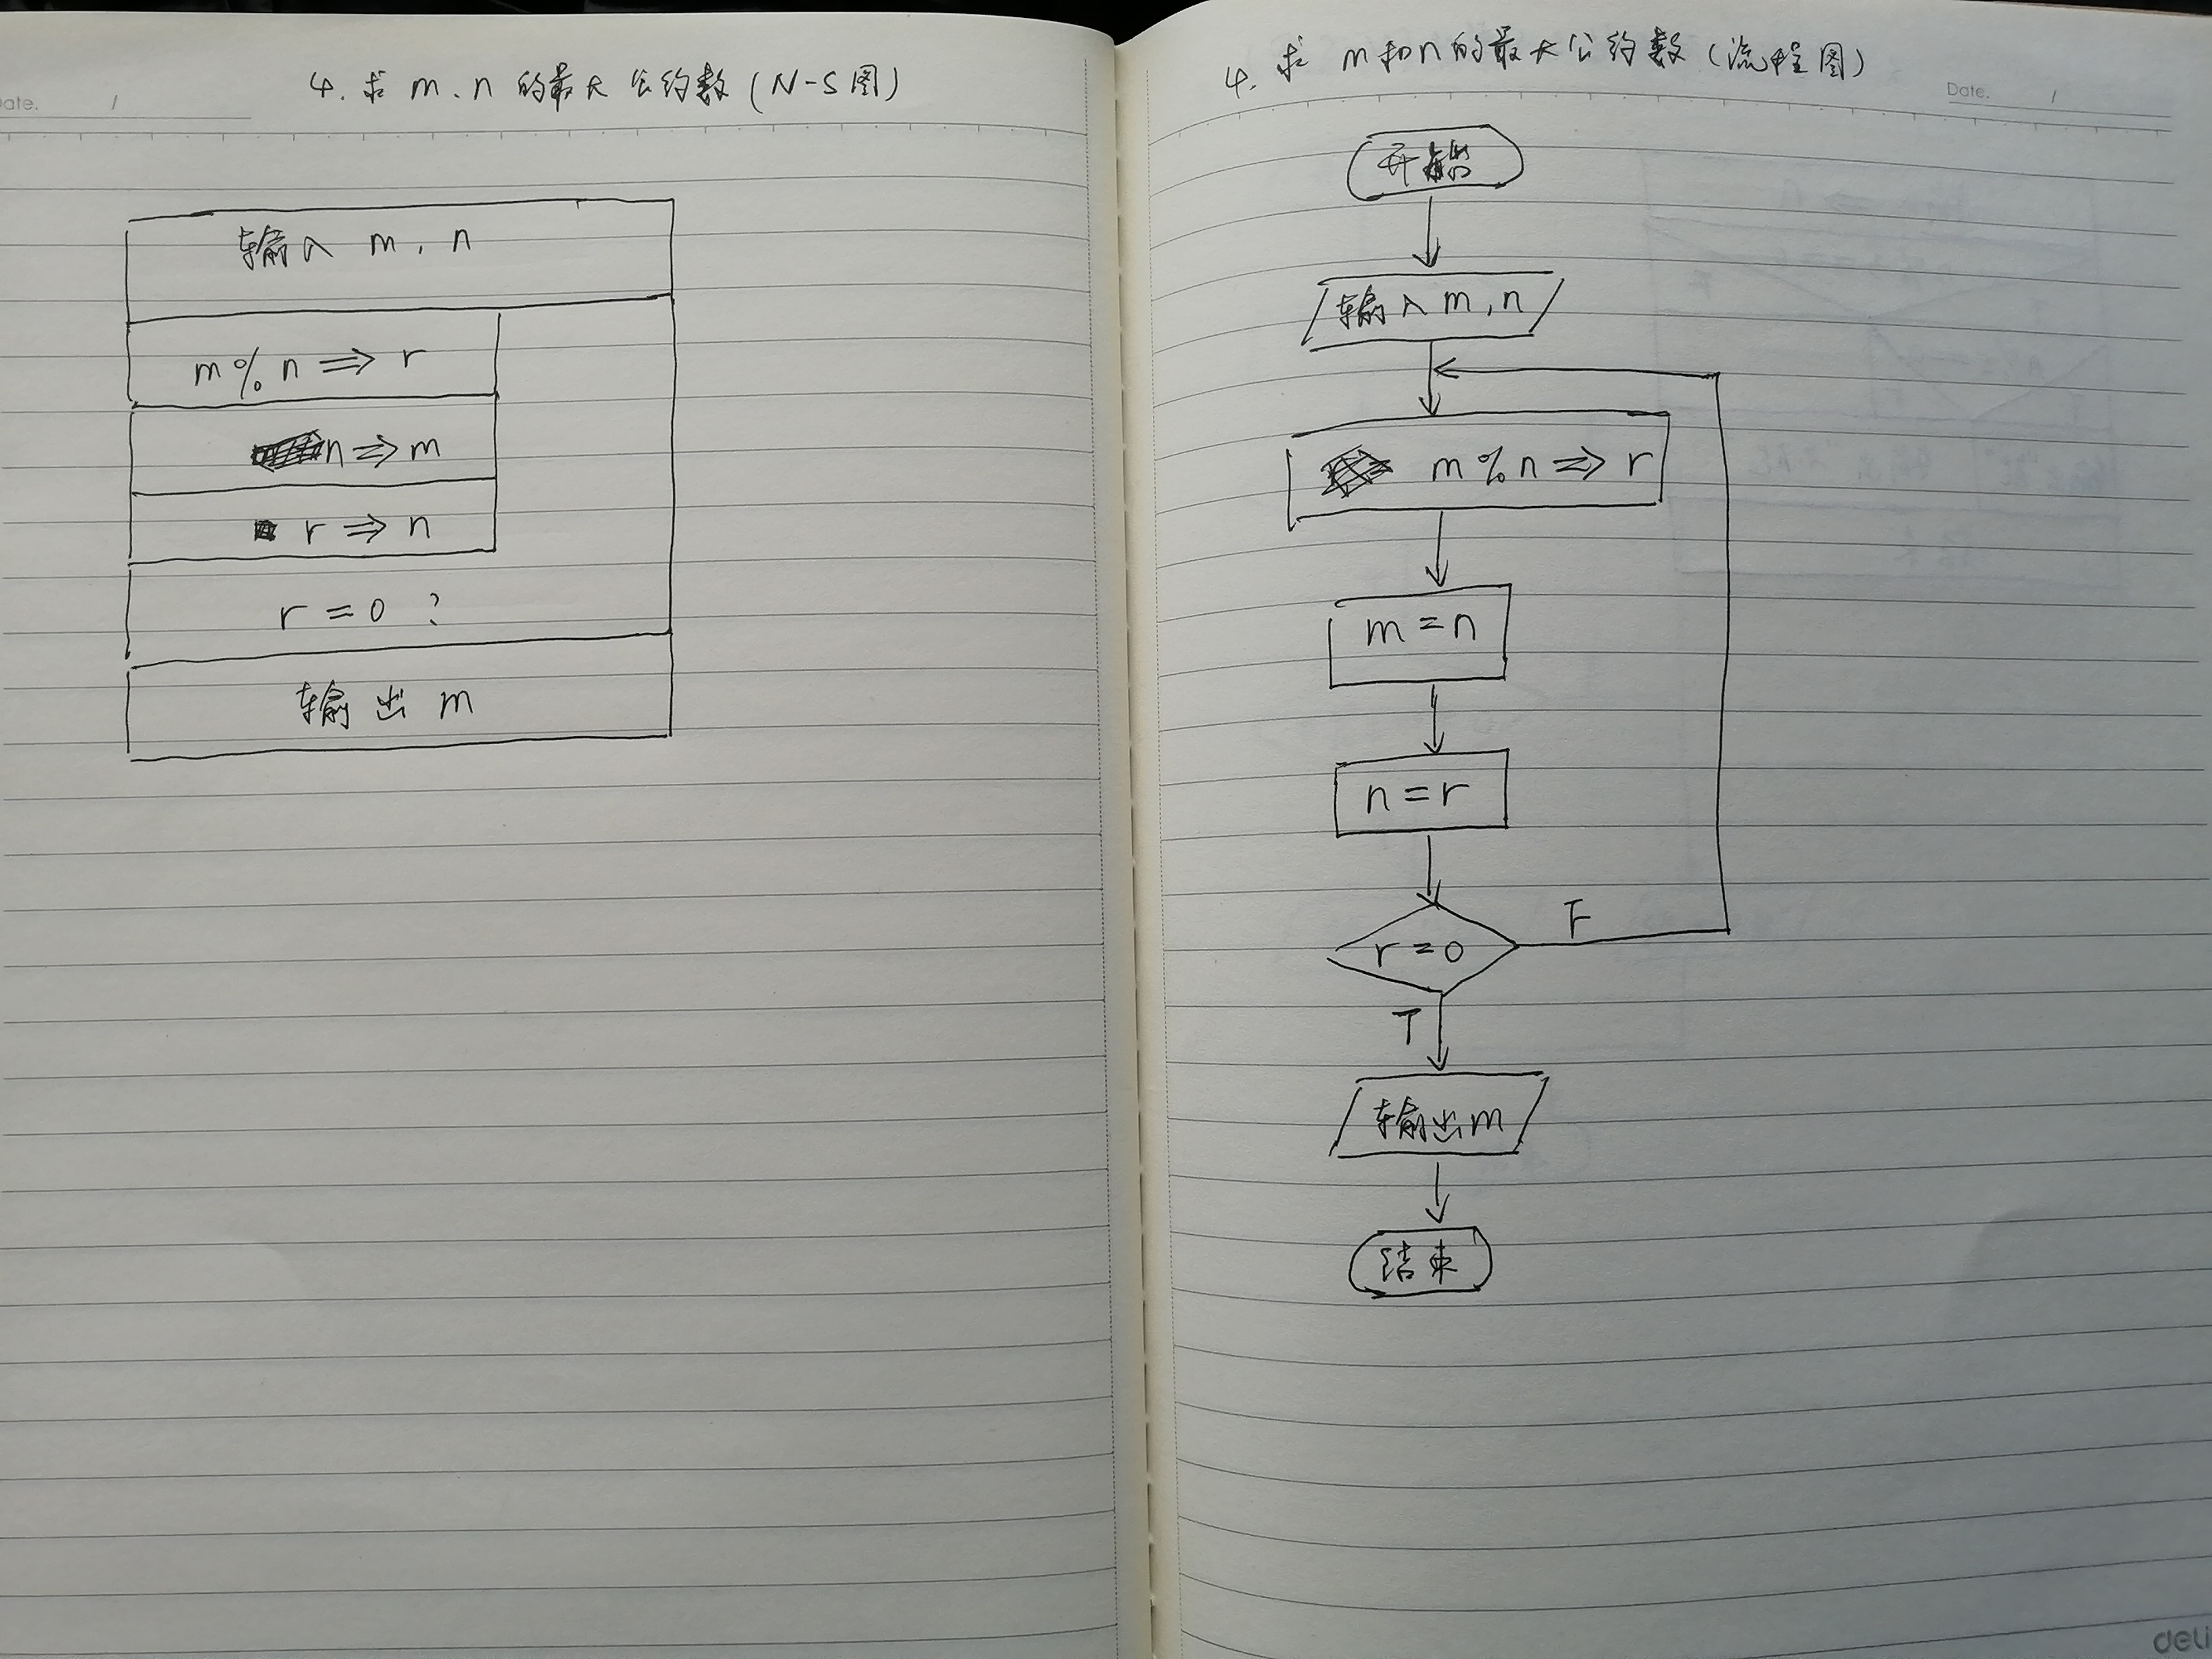 Date. /
4. 求 m、n 的最大公约数 (N-S图)
输入 m, n
m % n ⇒ r
n ⇒ m
r ⇒ n
r = 0 ?
输出 m
4. 求 m和n的最大公约数 (流程图)
Date. /
开始
输入 m, n
m % n ⇒ r
m = n
n = r
r = 0
F
T
输出 m
结束
deli